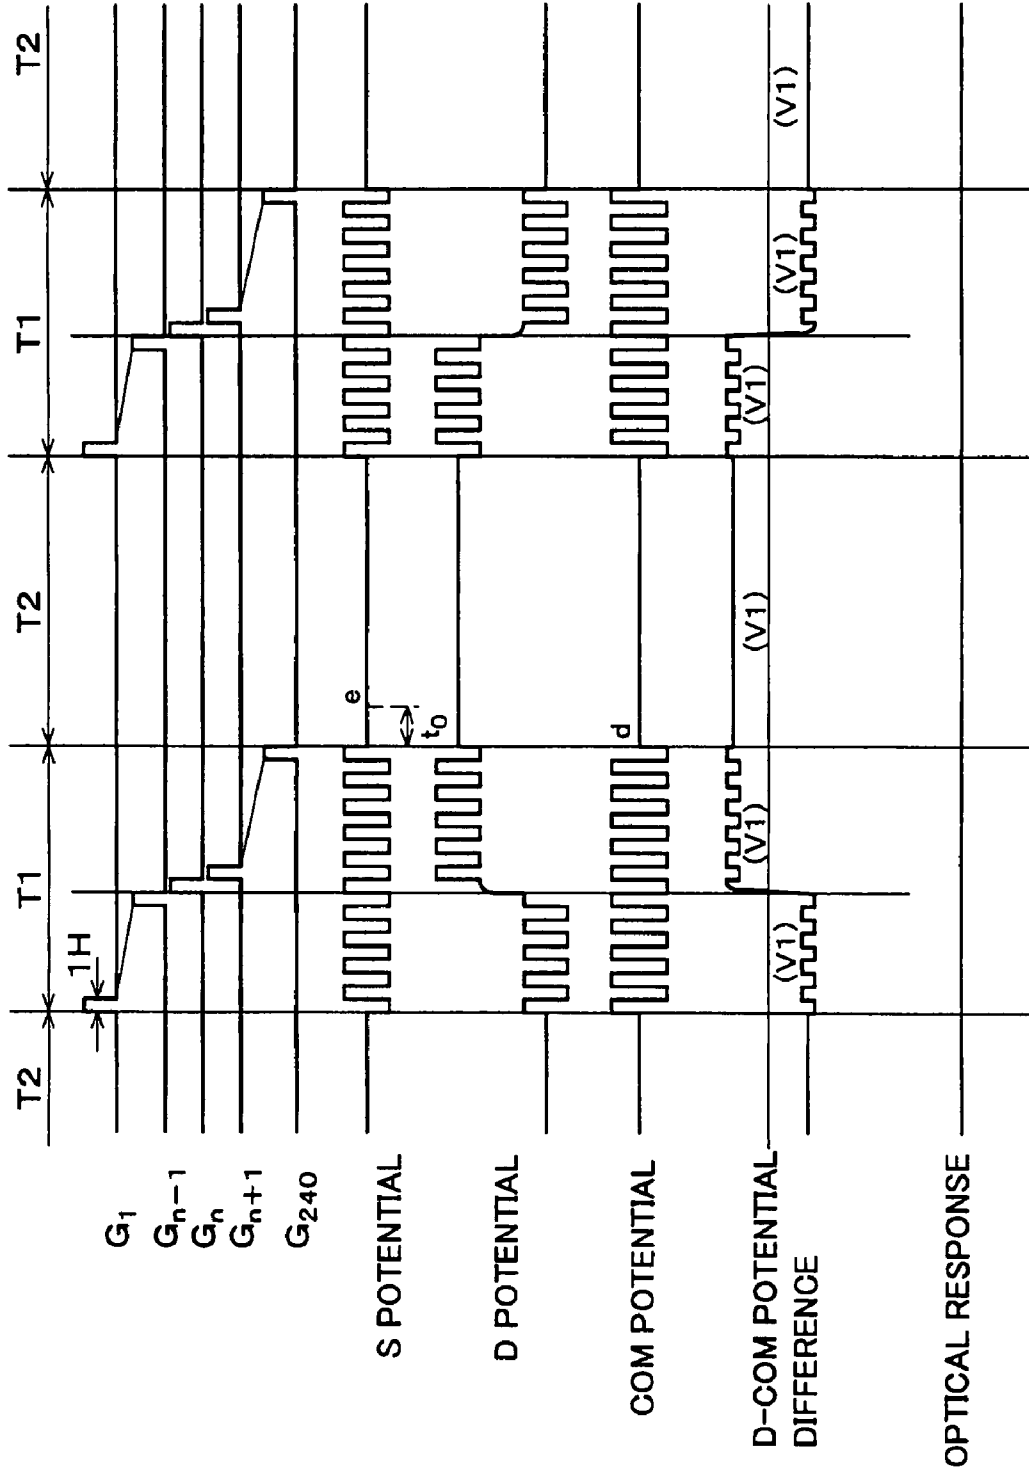 T2
T1
T2
T1
T2
1H
G1
Gn-1
Gn
Gn+1
G240
S POTENTIAL
e
t0
D POTENTIAL
COM POTENTIAL
d
D-COM POTENTIAL
DIFFERENCE
(V1)
(V1)
(V1)
(V1)
(V1)
(V1)
OPTICAL RESPONSE